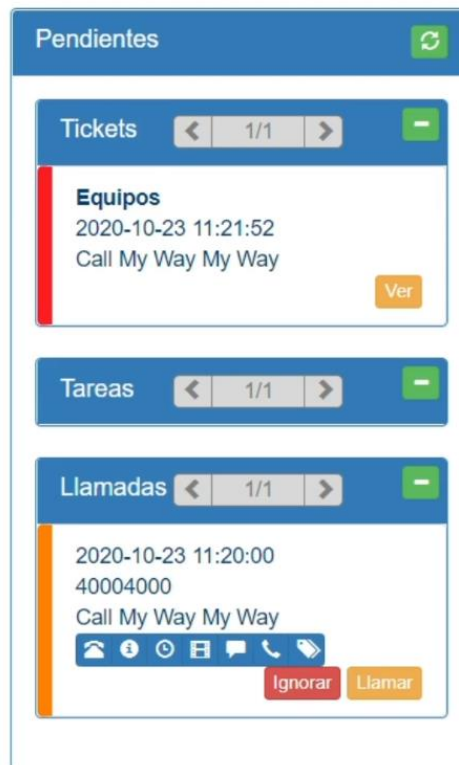 Pendientes
Tickets 1/1
Equipos
2020-10-23 11:21:52
Call My Way My Way
Ver
Tareas 1/1
Llamadas 1/1
2020-10-23 11:20:00
40004000
Call My Way My Way
Ignorar Llamar